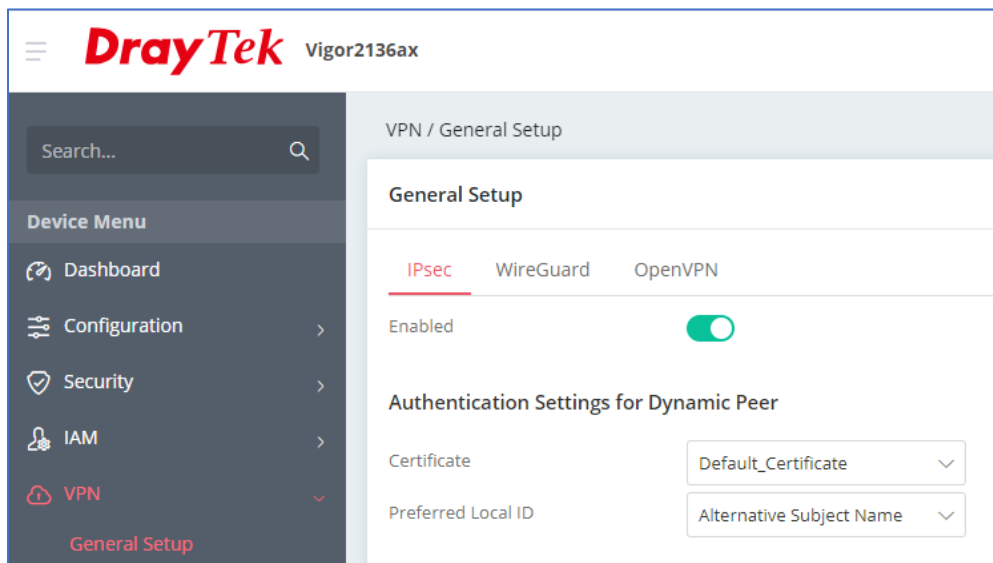 DrayTek Vigor2136ax
Search...
Device Menu
Dashboard
Configuration
Security
IAM
VPN
General Setup
VPN / General Setup
General Setup
IPsec WireGuard OpenVPN
Enabled
Authentication Settings for Dynamic Peer
Certificate Default_Certificate
Preferred Local ID Alternative Subject Name